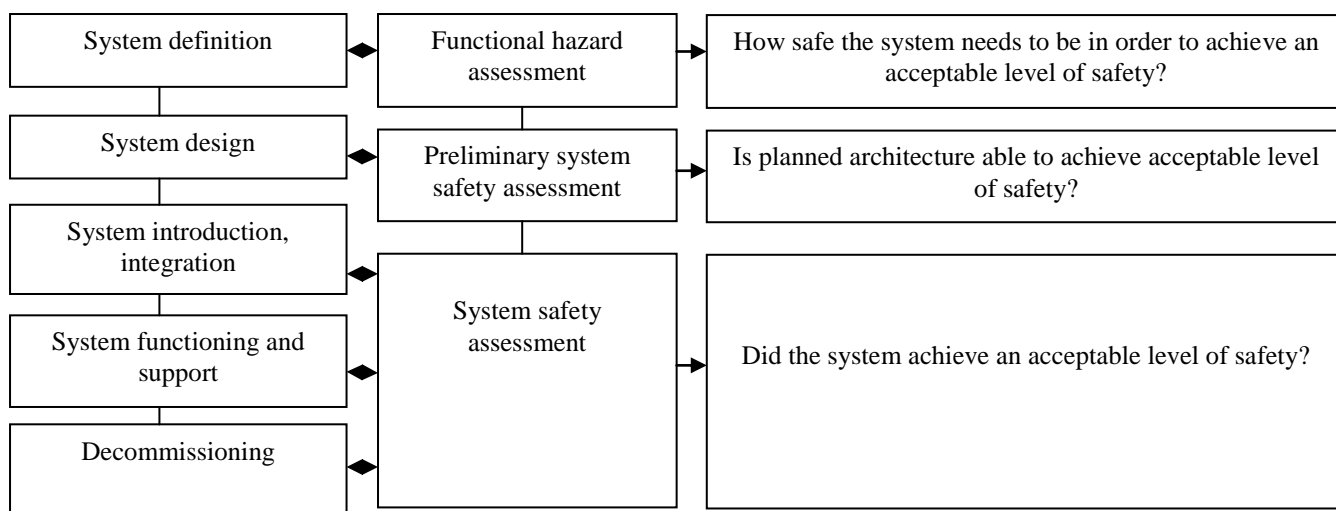 System definition
Functional hazard
assessment
How safe the system needs to be in order to achieve an
acceptable level of safety?
System design
Preliminary system
safety assessment
Is planned architecture able to achieve acceptable level
of safety?
System introduction,
integration
System safety
assessment
Did the system achieve an acceptable level of safety?
System functioning and
support
Decommissioning